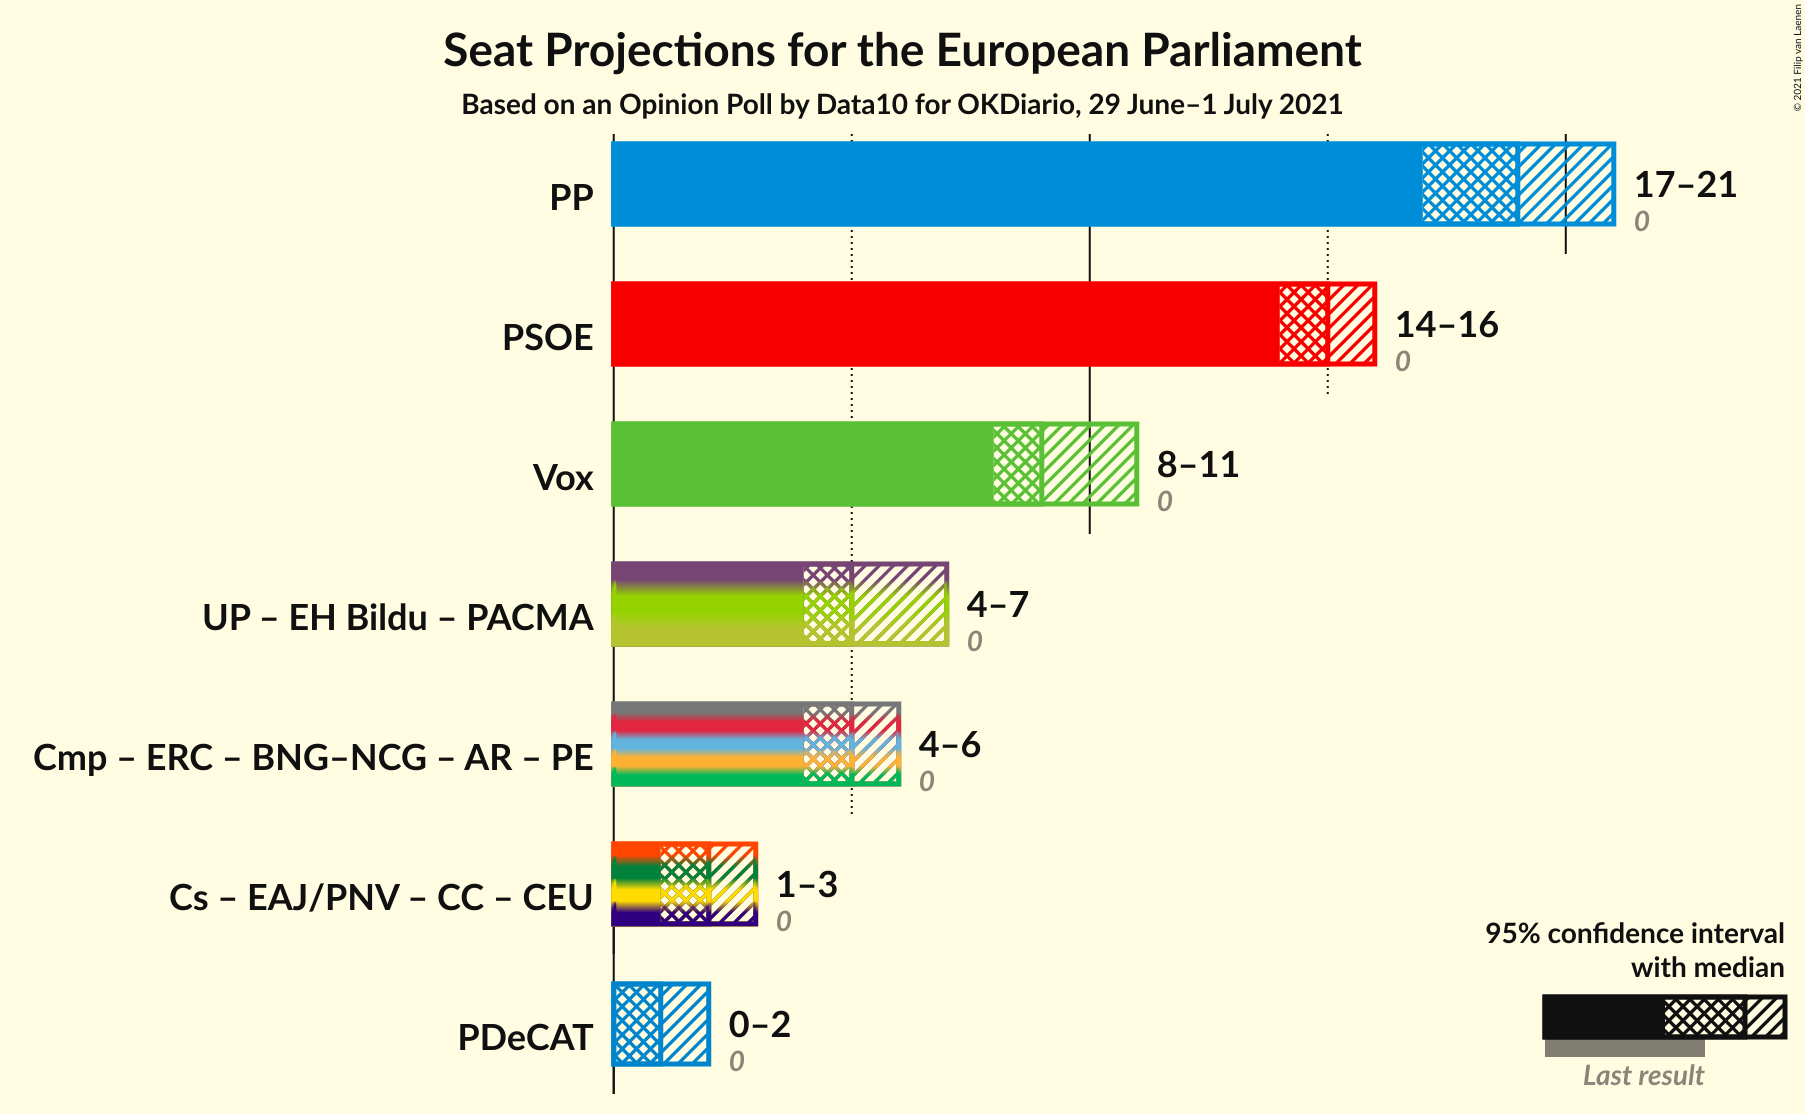 Seat Projections for the European Parliament
Based on an Opinion Poll by Data10 for OKDiario, 29 June–1 July 2021
© 2021 Filip van Laenen
PP
17–21
0
PSOE
14–16
0
Vox
8–11
0
UP – EH Bildu – PACMA
4–7
0
Cmp – ERC – BNG–NCG – AR – PE
4–6
0
Cs – EAJ/PNV – CC – CEU
1–3
0
PDeCAT
0–2
0
95% confidence interval
with median
Last result